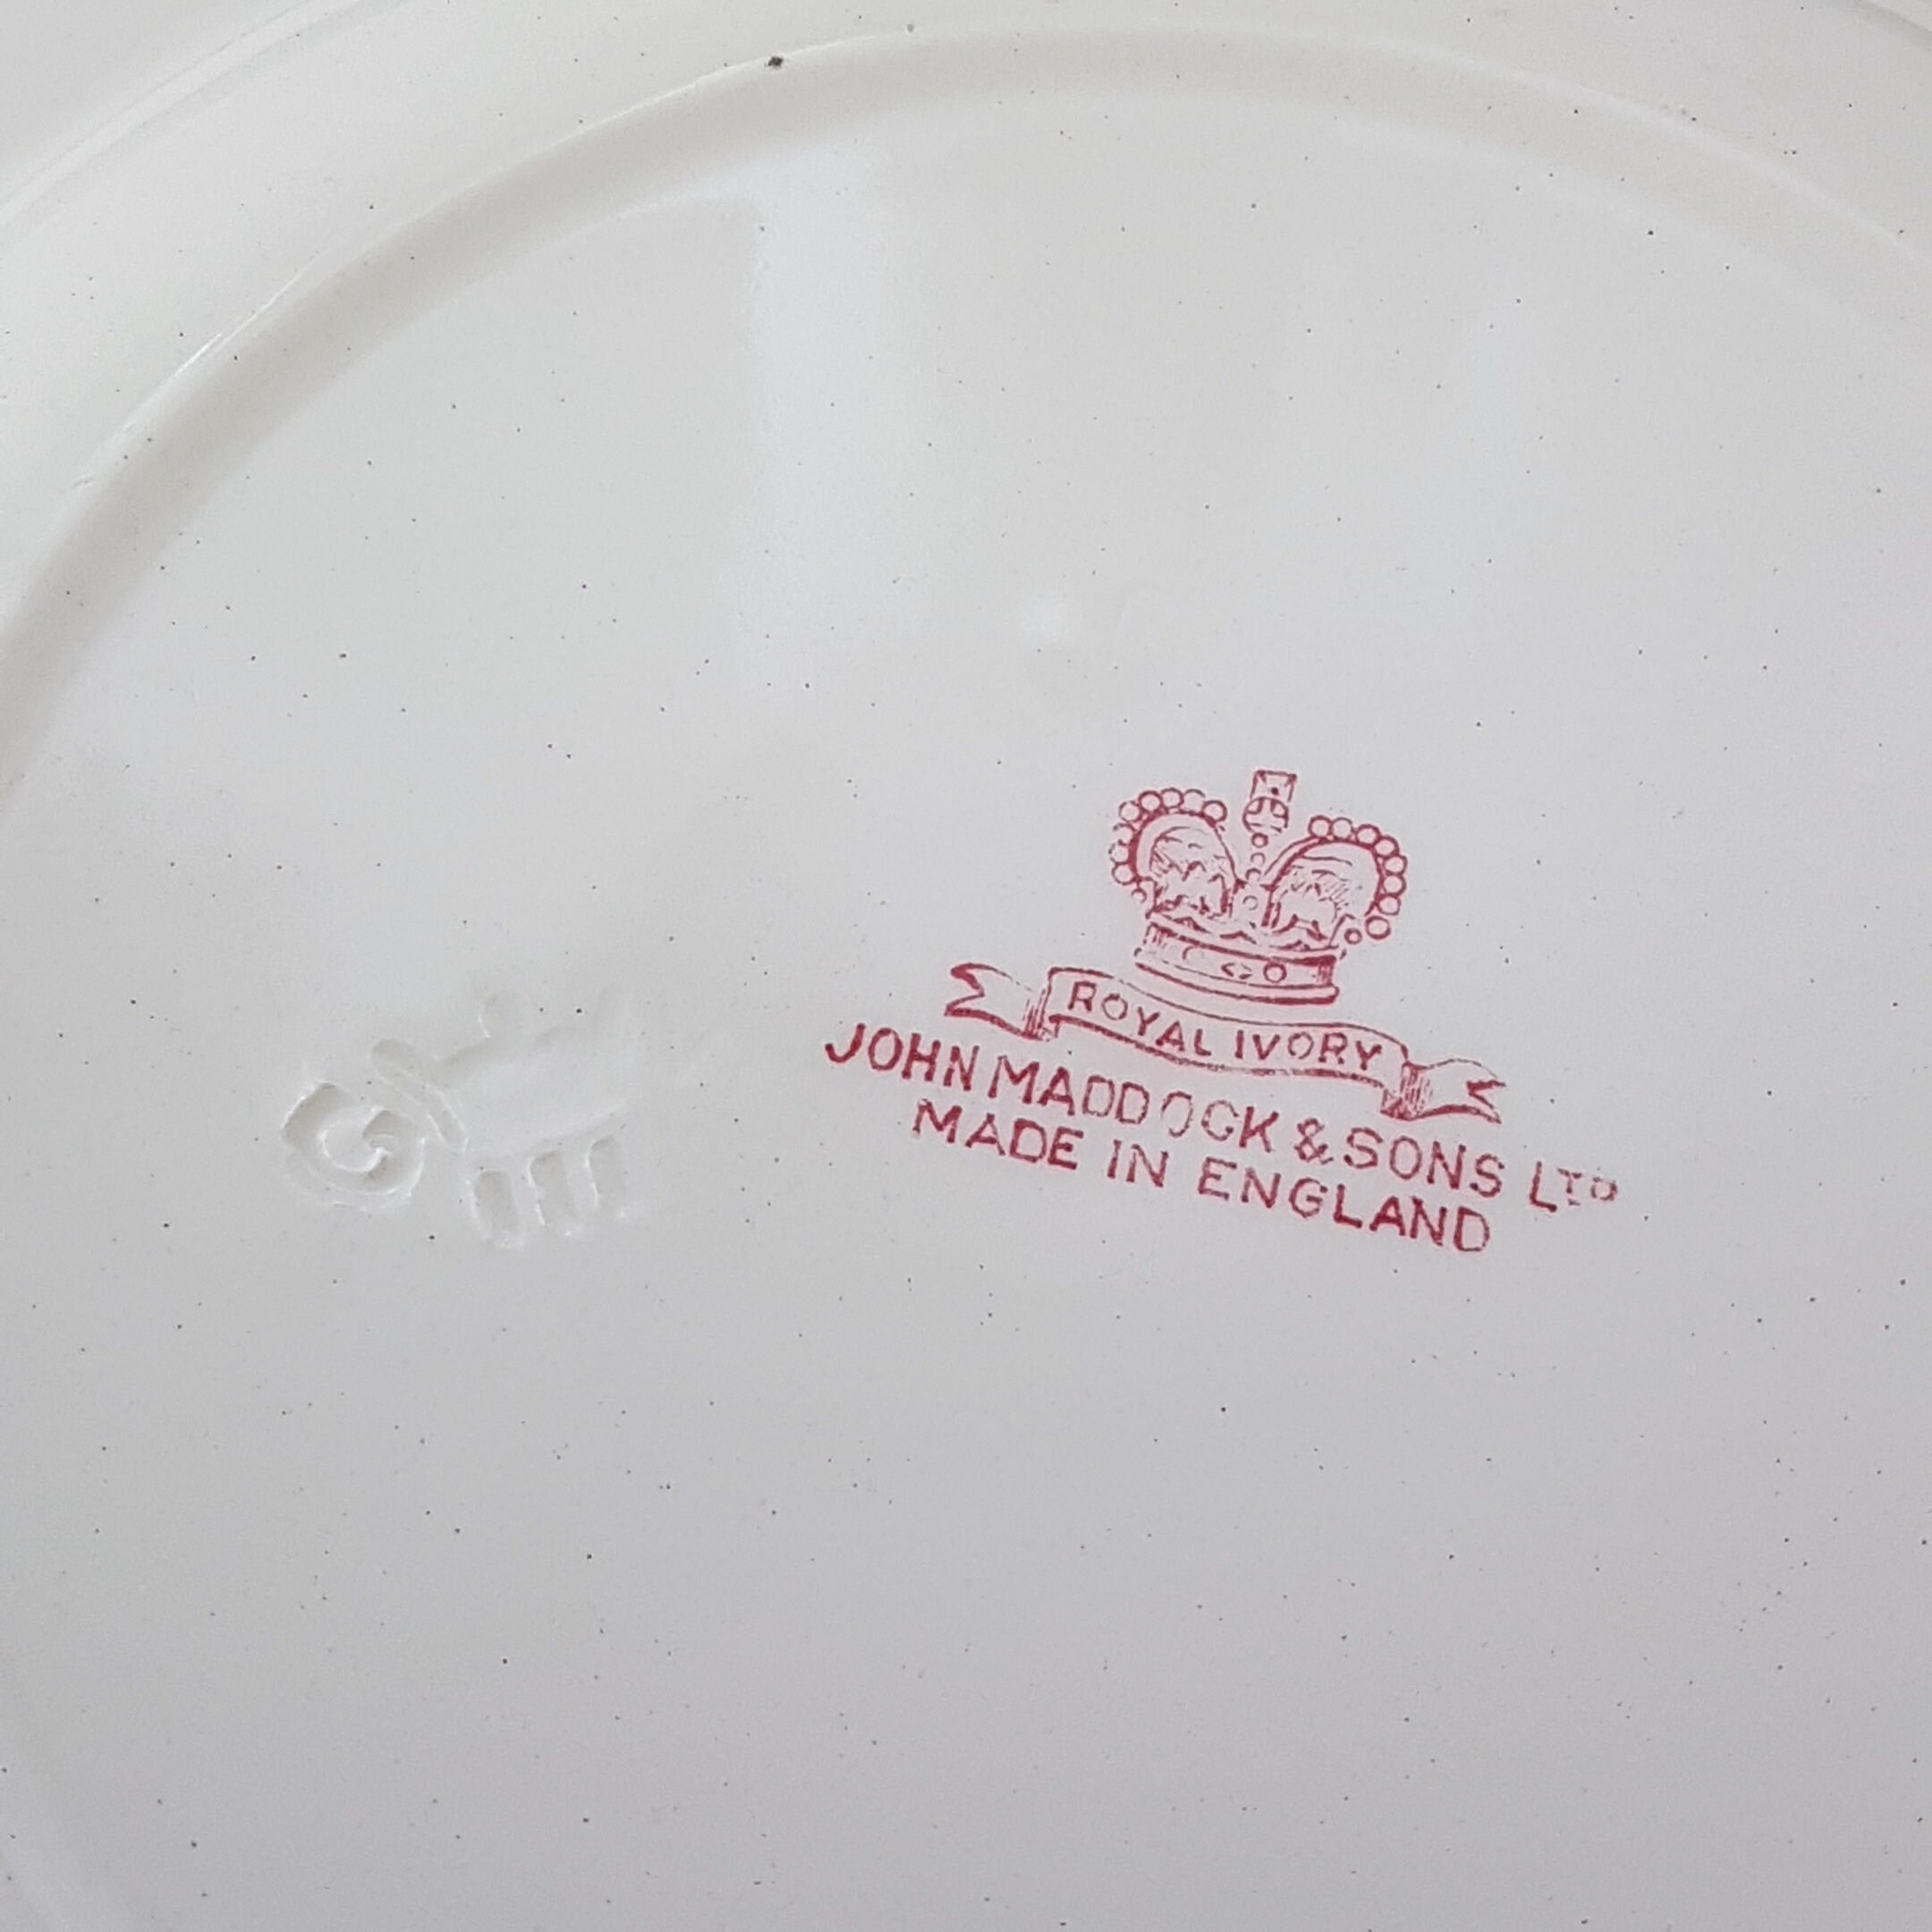 ROYAL IVORY
JOHN MADDOCK & SONS LTD
MADE IN ENGLAND